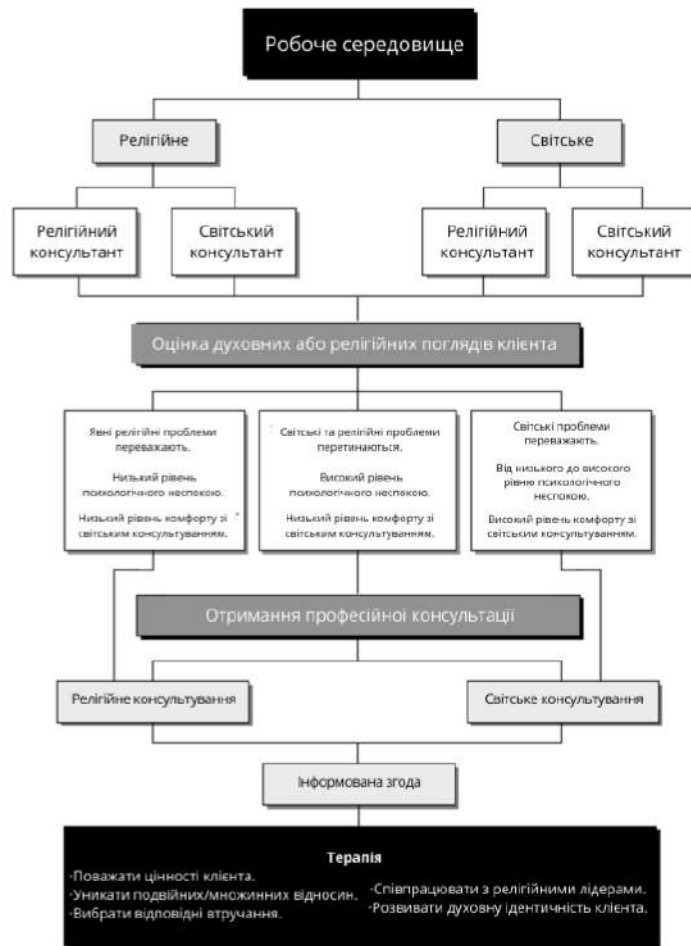 Робоче середовище
Релігійне
Світське
Релігійний
консультант
Світський
консультант
Релігійний
консультант
Світський
консультант
Оцінка духовних або релігійних поглядів клієнта
Явні релігійні проблеми
переважають.
Низький рівень
психологічного неспокою.
Низький рівень комфорту зі
світським консультуванням.
Світські та релігійні проблеми
перетинаються.
Високий рівень
психологічного неспокою.
Низький рівень комфорту зі
світським консультуванням.
Світські проблеми
переважають.
Від низького до високого
рівню психологічного
неспокою.
Високий рівень комфорту зі
світським консультуванням.
Отримання професійної консультації
Релігійне консультування
Світське консультування
Інформована згода
Терапія
·Поважати цінності клієнта.
·Уникати подвійних/множинних відносин.
·Вибрати відповідні втручання.
·Співпрацювати з релігійними лідерами.
·Розвивати духовну ідентичність клієнта.